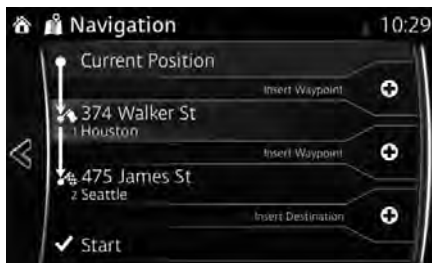 Navigation 10:29
Current Position
Insert Waypoint
374 Walker St
1 Houston
Insert Waypoint
475 James St
2 Seattle
Insert Destination
Start